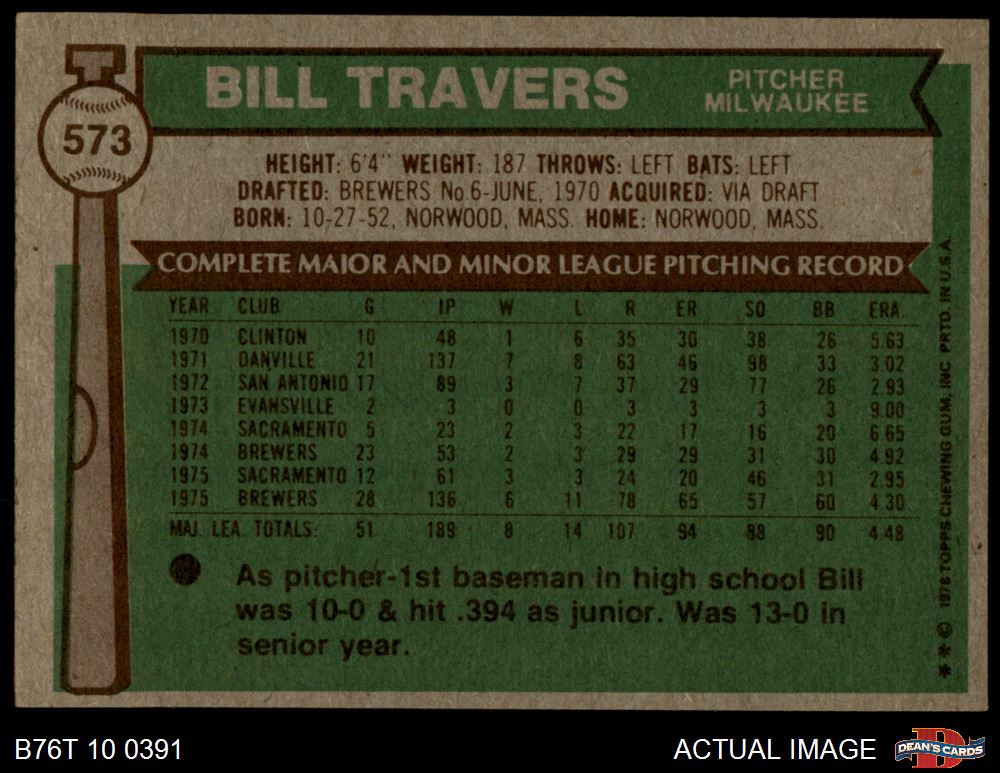 BILL TRAVERS
PITCHER
MILWAUKEE
573
HEIGHT: 6'4" WEIGHT: 187 THROWS: LEFT BATS: LEFT
DRAFTED: BREWERS No.6-JUNE, 1970 ACQUIRED: VIA DRAFT
BORN: 10-27-52, NORWOOD, MASS. HOME: NORWOOD, MASS.
COMPLETE MAJOR AND MINOR LEAGUE PITCHING RECORD
YEAR CLUB G IP W L R ER SO BB ERA
1970 CLINTON 10 48 1 6 35 30 38 26 5.63
1971 DANVILLE 21 137 7 8 63 46 98 33 3.02
1972 SAN ANTONIO 17 89 3 7 37 29 77 26 2.93
1973 EVANSVILLE 2 3 0 0 3 3 3 3 9.00
1974 SACRAMENTO 5 23 2 3 22 17 16 20 6.65
1974 BREWERS 23 53 2 3 29 29 31 30 4.92
1975 SACRAMENTO 12 61 3 3 24 20 46 31 2.95
1975 BREWERS 28 136 6 11 78 65 57 60 4.30
MAJ. LEA. TOTALS: 51 189 8 14 107 94 88 90 4.48
As pitcher-1st baseman in high school Bill
was 10-0 & hit .394 as junior. Was 13-0 in
senior year.
* * © 1976 TOPPS CHEWING GUM, INC. PRTD. IN U.S.A.
B76T 10 0391
ACTUAL IMAGE
D
DEAN'S CARDS